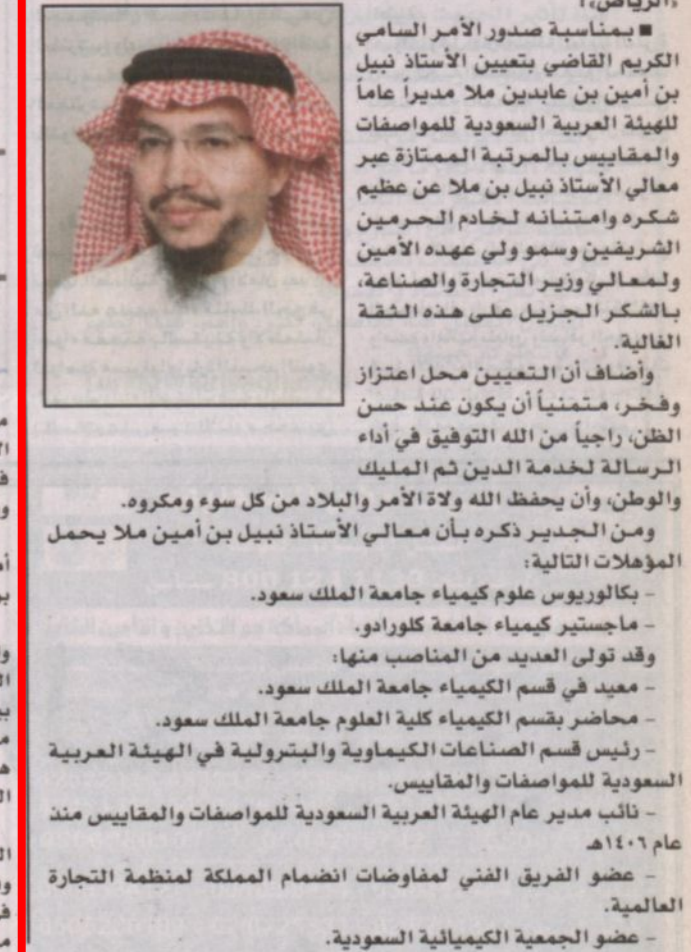 «الرياض»:
■ بمناسبة صدور الأمر السامي
الكريم القاضي بتعيين الأستاذ نبيل
بن أمين بن عابدين ملا مديراً عاماً
للهيئة العربية السعودية للمواصفات
والمقاييس بالمرتبة الممتازة عبر
معالي الأستاذ نبيل بن ملا عن عظيم
شكره وامتنانه لخادم الحرمين
الشريفين وسمو ولي عهده الأمين
ولمعالي وزير التجارة والصناعة،
بالشكر الجزيل على هذه الثقة
الغالية.
وأضاف أن التعيين محل اعتزاز
وفخر، متمنياً أن يكون عند حسن
الظن، راجياً من الله التوفيق في أداء
الرسالة لخدمة الدين ثم المليك
والوطن، وأن يحفظ الله ولاة الأمر والبلاد من كل سوء ومكروه.
ومن الجدير ذكره بأن معالي الأستاذ نبيل بن أمين ملا يحمل
المؤهلات التالية:
– بكالوريوس علوم كيمياء جامعة الملك سعود.
– ماجستير كيمياء جامعة كلورادو.
وقد تولى العديد من المناصب منها:
– معيد في قسم الكيمياء جامعة الملك سعود.
– محاضر بقسم الكيمياء كلية العلوم جامعة الملك سعود.
– رئيس قسم الصناعات الكيماوية والبترولية في الهيئة العربية
السعودية للمواصفات والمقاييس.
– نائب مدير عام الهيئة العربية السعودية للمواصفات والمقاييس منذ
عام ١٤٠٦هـ
– عضو الفريق الفني لمفاوضات انضمام المملكة لمنظمة التجارة
العالمية.
– عضو الجمعية الكيميائية السعودية.